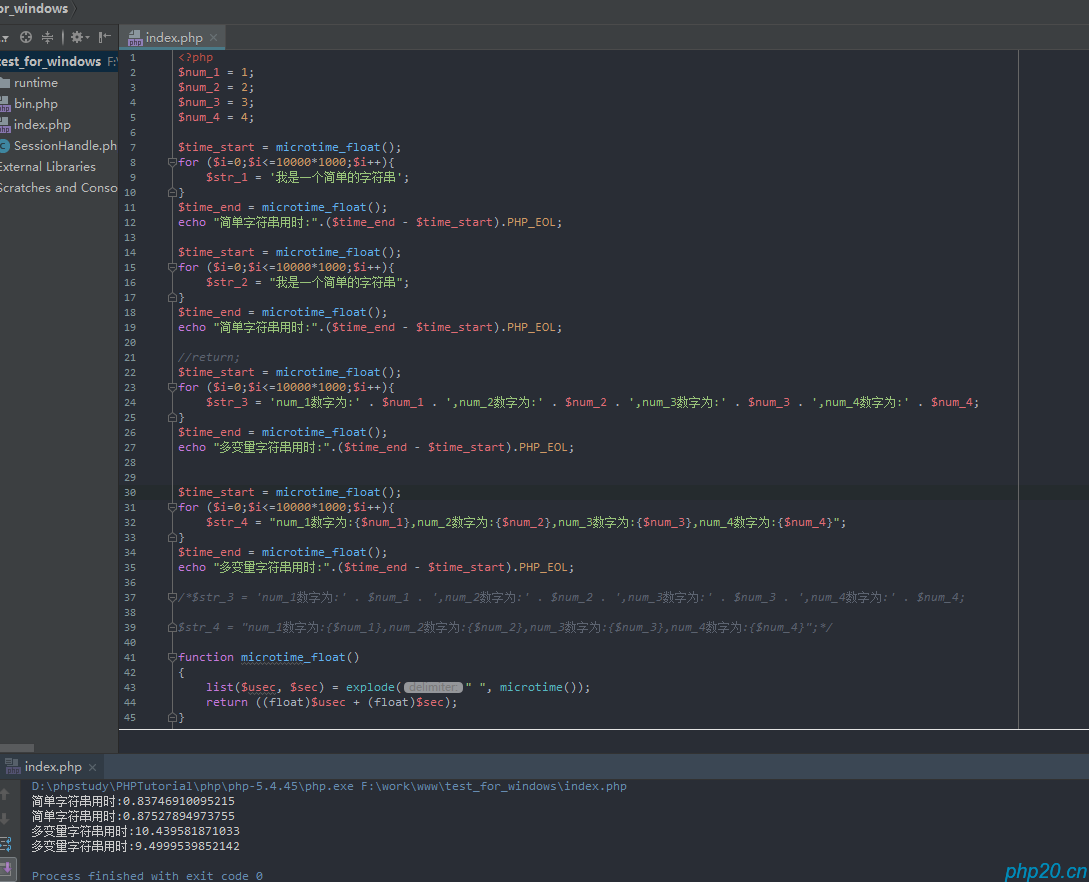 or_windows
index.php
test_for_windows F:\
runtime
bin.php
index.php
SessionHandle.ph
External Libraries
Scratches and Conso
1 <?php
2 $num_1 = 1;
3 $num_2 = 2;
4 $num_3 = 3;
5 $num_4 = 4;
6
7 $time_start = microtime_float();
8 for ($i=0;$i<=10000*1000;$i++){
9 $str_1 = '我是一个简单的字符串';
10 }
11 $time_end = microtime_float();
12 echo "简单字符串用时:".($time_end - $time_start).PHP_EOL;
13
14 $time_start = microtime_float();
15 for ($i=0;$i<=10000*1000;$i++){
16 $str_2 = "我是一个简单的字符串";
17 }
18 $time_end = microtime_float();
19 echo "简单字符串用时:".($time_end - $time_start).PHP_EOL;
20
21 //return;
22 $time_start = microtime_float();
23 for ($i=0;$i<=10000*1000;$i++){
24 $str_3 = 'num_1数字为:' . $num_1 . ',num_2数字为:' . $num_2 . ',num_3数字为:' . $num_3 . ',num_4数字为:' . $num_4;
25 }
26 $time_end = microtime_float();
27 echo "多变量字符串用时:".($time_end - $time_start).PHP_EOL;
28
29
30 $time_start = microtime_float();
31 for ($i=0;$i<=10000*1000;$i++){
32 $str_4 = "num_1数字为:{$num_1},num_2数字为:{$num_2},num_3数字为:{$num_3},num_4数字为:{$num_4}";
33 }
34 $time_end = microtime_float();
35 echo "多变量字符串用时:".($time_end - $time_start).PHP_EOL;
36
37 /*$str_3 = 'num_1数字为:' . $num_1 . ',num_2数字为:' . $num_2 . ',num_3数字为:' . $num_3 . ',num_4数字为:' . $num_4;
38
39 $str_4 = "num_1数字为:{$num_1},num_2数字为:{$num_2},num_3数字为:{$num_3},num_4数字为:{$num_4}";*/
40
41 function microtime_float()
42 {
43 list($usec, $sec) = explode( delimiter: " ", microtime());
44 return ((float)$usec + (float)$sec);
45 }
index.php
D:\phpstudy\PHPTutorial\php\php-5.4.45\php.exe F:\work\www\test_for_windows\index.php
简单字符串用时:0.83746910095215
简单字符串用时:0.87527894973755
多变量字符串用时:10.439581871033
多变量字符串用时:9.4999539852142
Process finished with exit code 0
php20.cn